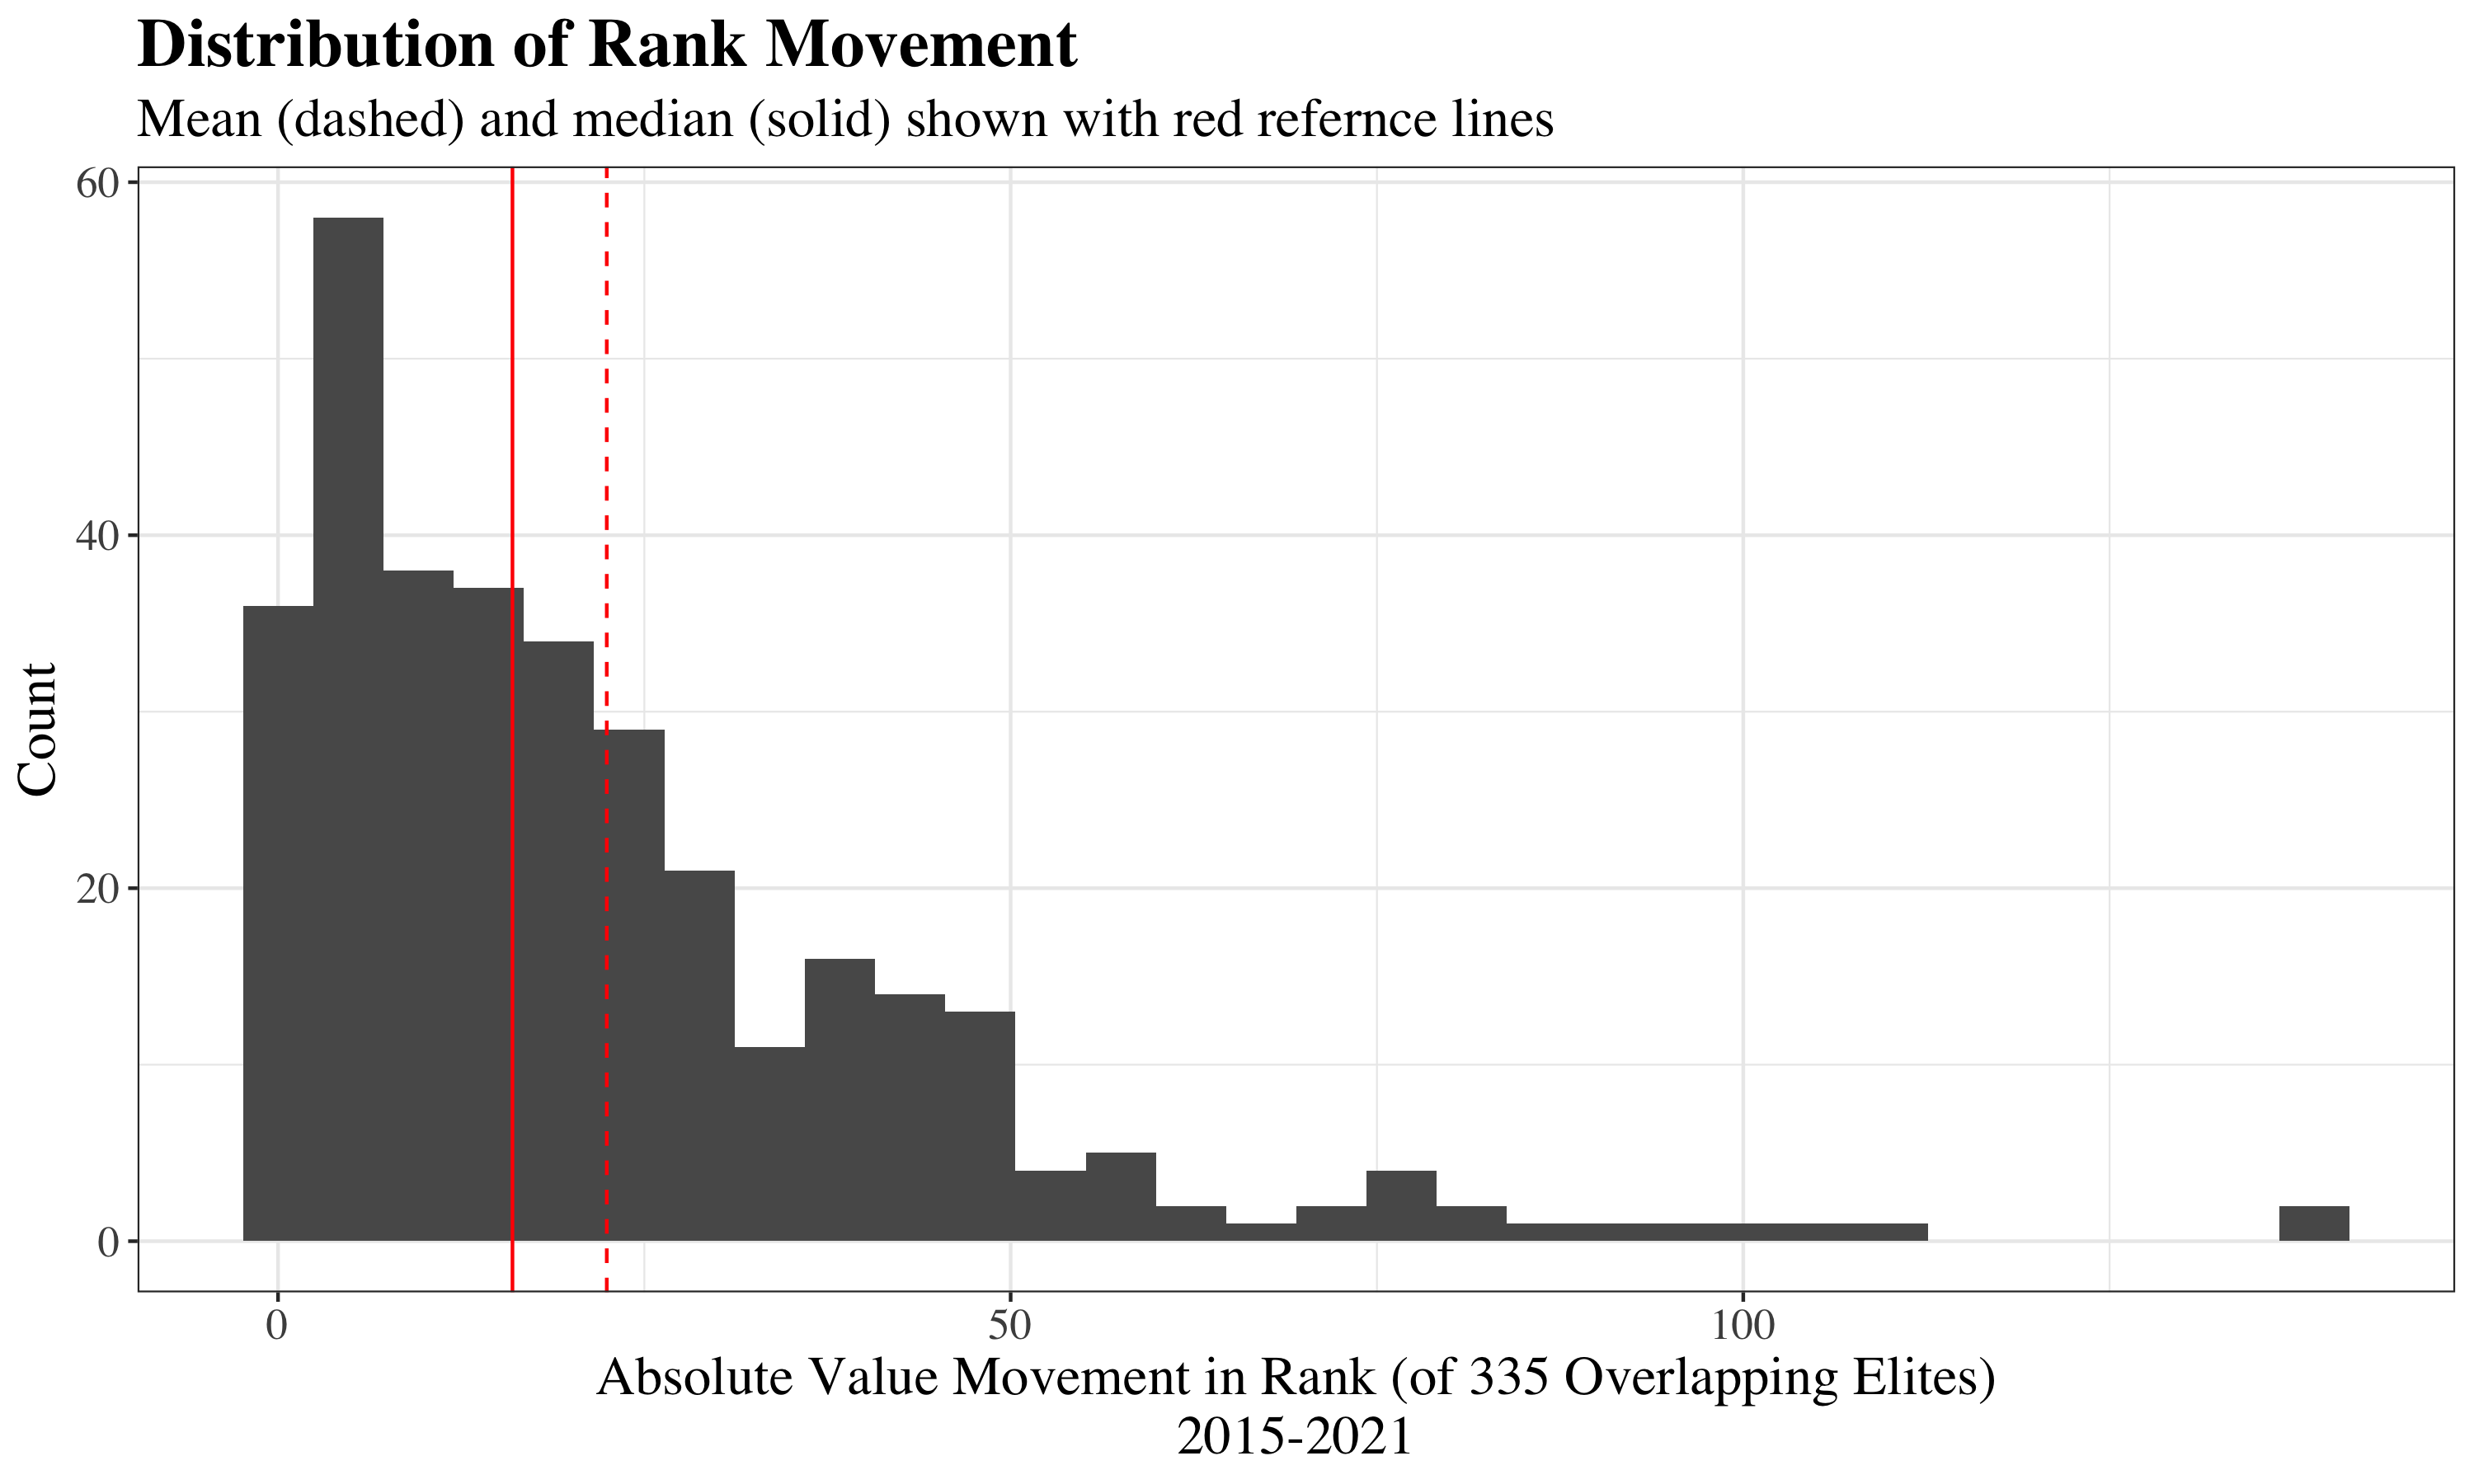 Distribution of Rank Movement
Mean (dashed) and median (solid) shown with red refence lines
60
40
20
0
Count
0 50 100
Absolute Value Movement in Rank (of 335 Overlapping Elites)
2015-2021